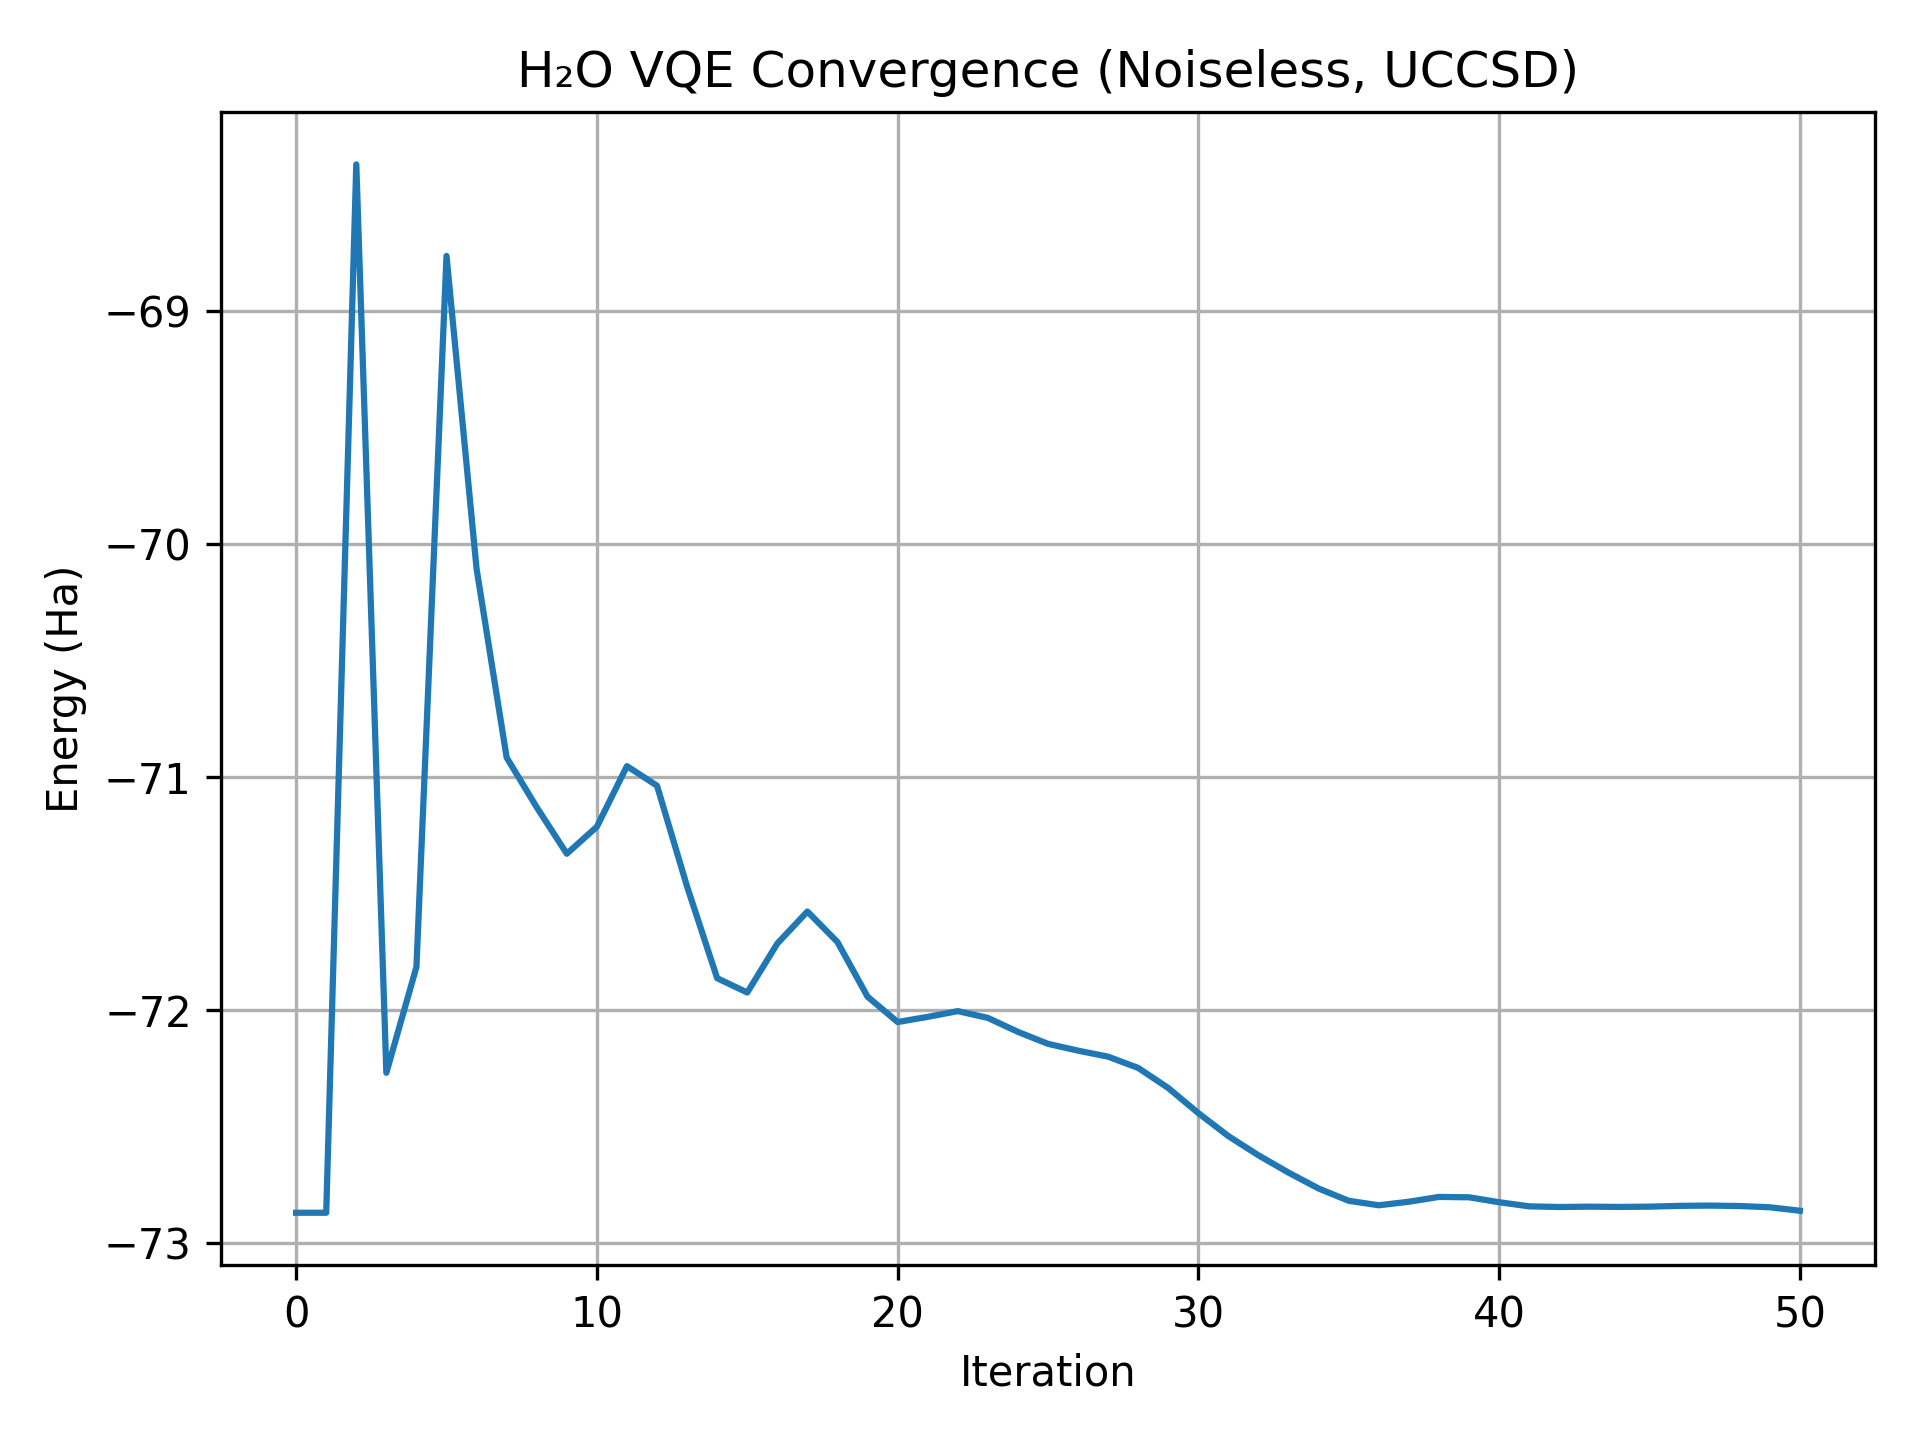 H₂O VQE Convergence (Noiseless, UCCSD)
Energy (Ha)
−69
−70
−71
−72
−73
0 10 20 30 40 50
Iteration